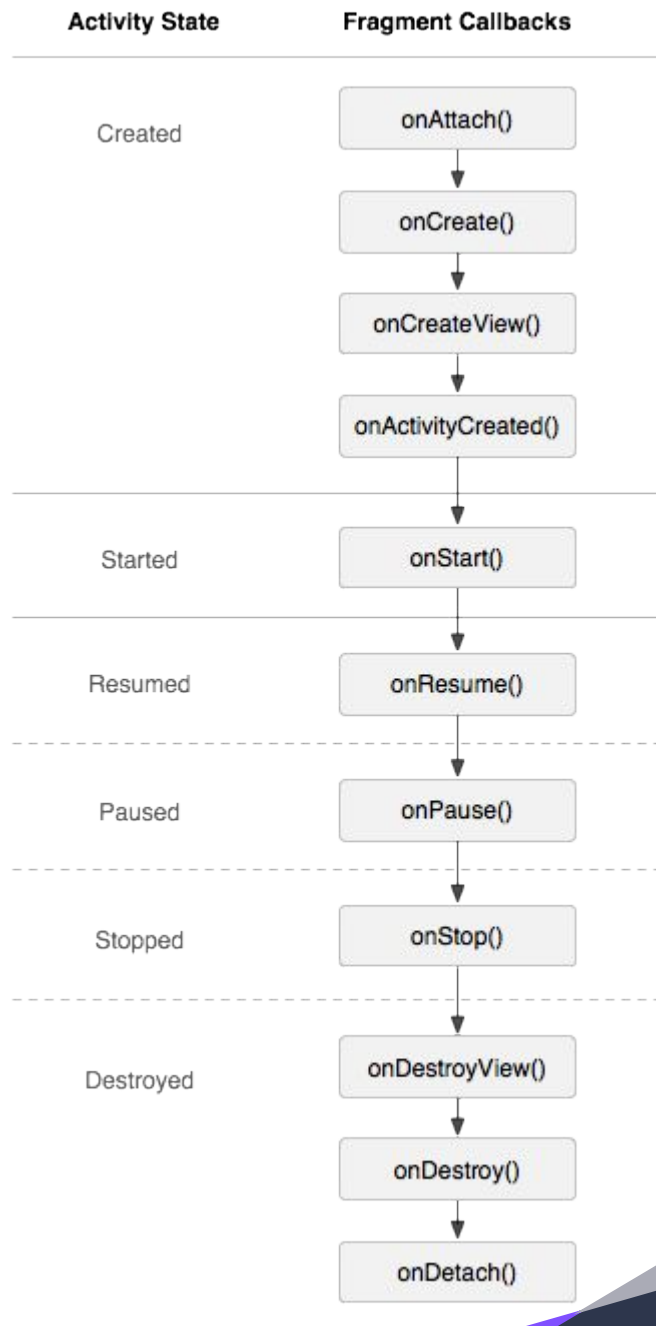 Activity State Fragment Callbacks
Created
onAttach()
onCreate()
onCreateView()
onActivityCreated()
Started
onStart()
Resumed
onResume()
Paused
onPause()
Stopped
onStop()
Destroyed
onDestroyView()
onDestroy()
onDetach()